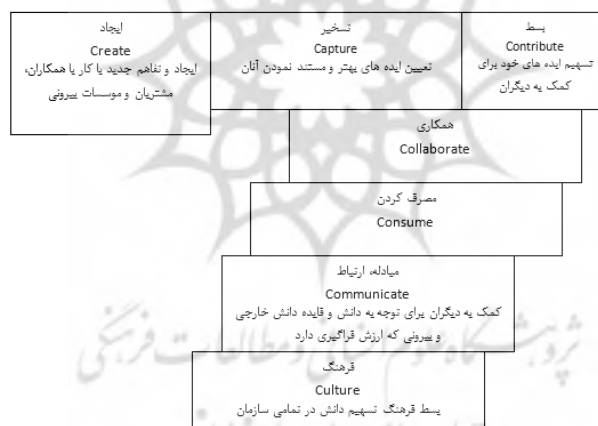 بسط
Contribute
تسهیم ایده های خود برای
کمک به دیگران
تسخیر
Capture
تعیین ایده های بهتر و مستند نمودن آنان
ایجاد
Create
ایجاد و تفاهم جدید با کار با همکاران،
مشتریان و موسسات بیرونی
همکاری
Collaborate
مصرف کردن
Consume
مبادله، ارتباط
Communicate
کمک به دیگران برای توجه به دانش و فایده دانش خارجی
و بیرونی که ارزش فراگیری دارد
فرهنگ
Culture
بسط فرهنگ تسهیم دانش در تمامی سازمان